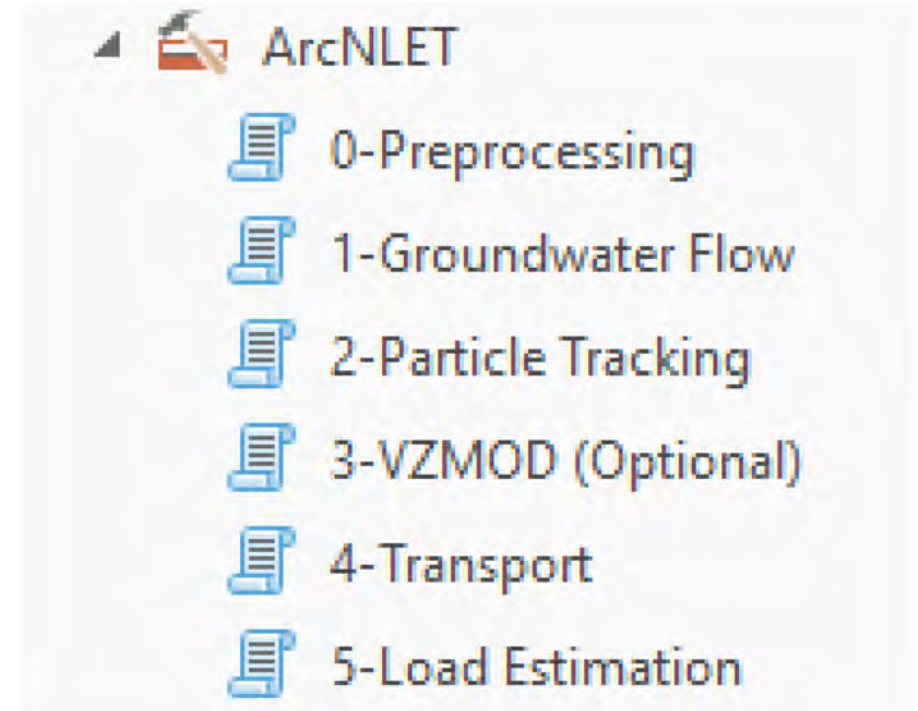 ArcNLET
0-Preprocessing
1-Groundwater Flow
2-Particle Tracking
3-VZMOD (Optional)
4-Transport
5-Load Estimation